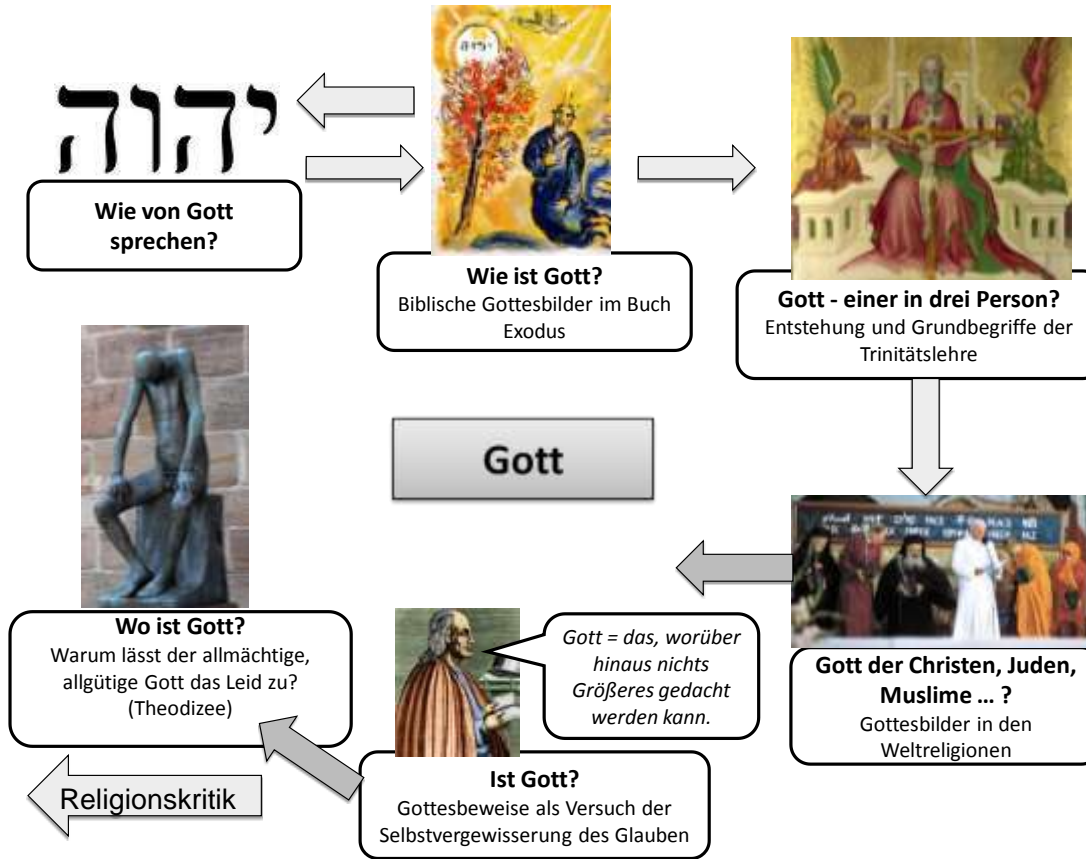 יהוה
Wie von Gott
sprechen?
יהוה
Wie ist Gott?
Biblische Gottesbilder im Buch
Exodus
Gott - einer in drei Person?
Entstehung und Grundbegriffe der
Trinitätslehre
Gott
Gott der Christen, Juden,
Muslime ... ?
Gottesbilder in den
Weltreligionen
Gott = das, worüber
hinaus nichts
Größeres gedacht
werden kann.
Ist Gott?
Gottesbeweise als Versuch der
Selbstvergewisserung des Glauben
Wo ist Gott?
Warum lässt der allmächtige,
allgütige Gott das Leid zu?
(Theodizee)
Religionskritik